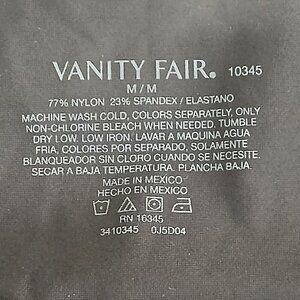 VANITY FAIR® 10345
M / M
77% NYLON 23% SPANDEX / ELASTANO
MACHINE WASH COLD, COLORS SEPARATELY, ONLY
NON-CHLORINE BLEACH WHEN NEEDED. TUMBLE
DRY LOW. LOW IRON. LAVAR A MAQUINA AGUA
FRIA, COLORES POR SEPARADO, SOLAMENTE
BLANQUEADOR SIN CLORO CUANDO SE NECESITE.
SECAR A BAJA TEMPERATURA. PLANCHA BAJA.
MADE IN MEXICO
HECHO EN MEXICO
RN 16345
3410345 0J5D04